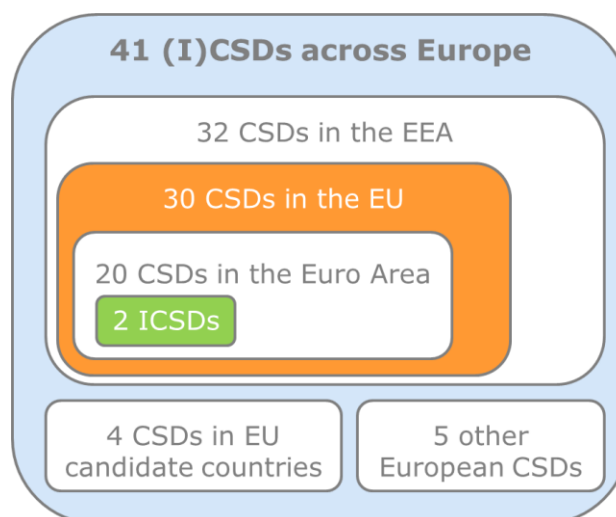 41 (I)CSDs across Europe
32 CSDs in the EEA
30 CSDs in the EU
20 CSDs in the Euro Area
2 ICSDs
4 CSDs in EU
candidate countries
5 other
European CSDs